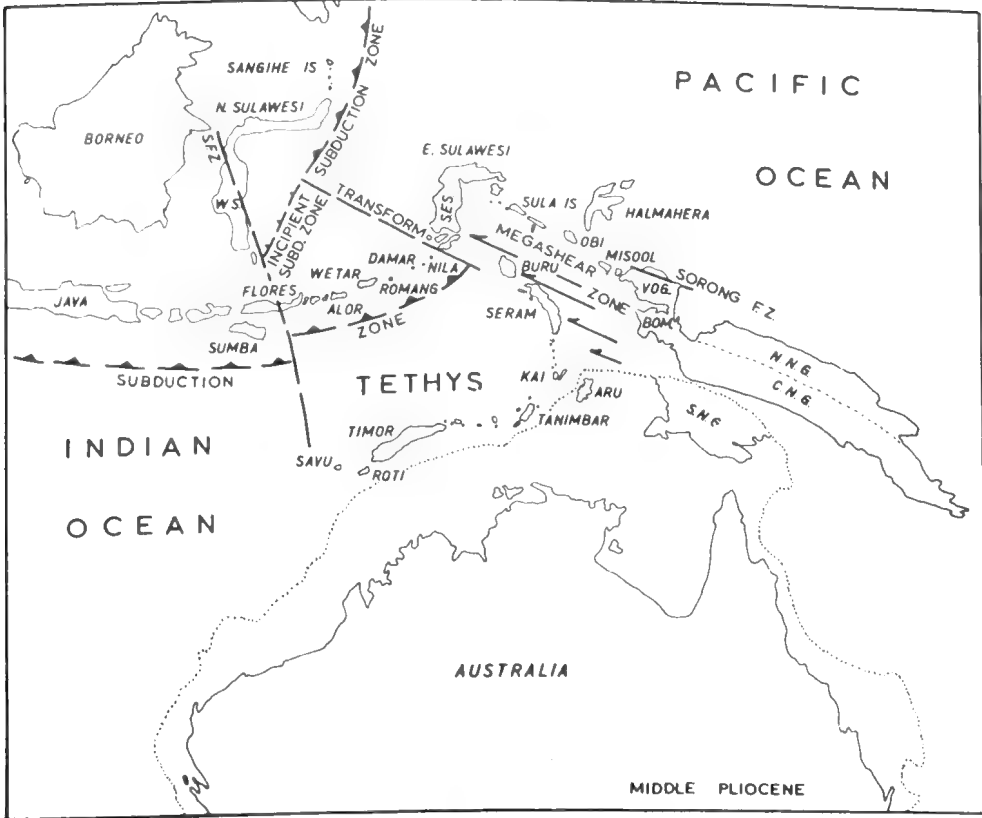 SANGIHE IS
SUBDUCTION ZONE
PACIFIC
N. SULAWESI
BORNEO
S.F.Z.
E. SULAWESI
OCEAN
W.S.
INCIPIENT
SUBD. ZONE
TRANSFORM
SES
SULA IS
HALMAHERA
OBI
MEGASHEAR
ZONE
MISOOL
SORONG F. Z.
DAMAR
NILA
BURU
VOG.
WETAR
ROMANG
FLORES
JAVA
ALOR
ZONE
SERAM
BOM
SUMBA
N.N.G.
SUBDUCTION
TETHYS
KAI
C.N.G.
ARU
TANIMBAR
S.N.G
TIMOR
INDIAN
SAVU
ROTI
OCEAN
AUSTRALIA
MIDDLE PLIOCENE